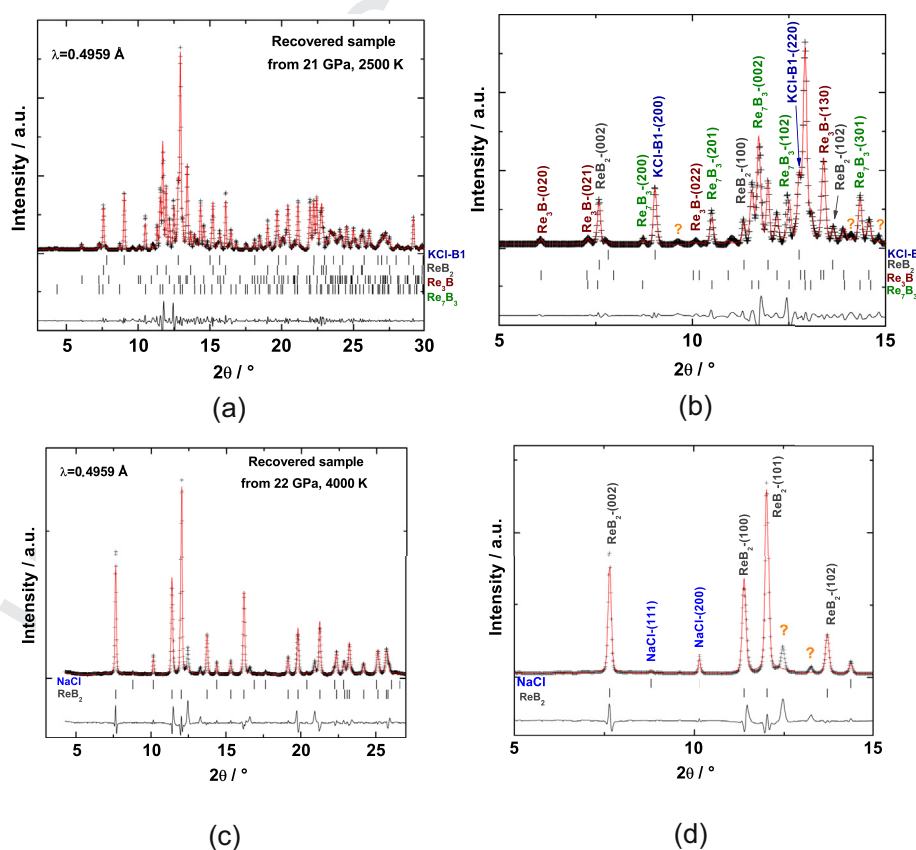 λ=0.4959 Å
Recovered sample
from 21 GPa, 2500 K
Intensity / a.u.
KCl-B1
ReB2
Re3B
Re7B3
5 10 15 20 25 30
2θ / °
(a)
Intensity / a.u.
Re3B-(020)
Re3B-(021)
ReB2-(002)
Re7B3-(200)
KCl-B1-(200)
?
Re3B-(022)
Re7B3-(201)
ReB2-(100)
Re7B3-(002)
Re7B3-(102)
KCl-B1-(220)
Re3B-(130)
ReB2-(102)
?
Re7B3-(301)
?
KCl-B
ReB2
Re3B
Re7B3
5 10 15
2θ / °
(b)
λ=0.4959 Å
Recovered sample
from 22 GPa, 4000 K
Intensity / a.u.
NaCl
ReB2
5 10 15 20 25
2θ / °
(c)
Intensity / a.u.
ReB2-(002)
NaCl-(111)
NaCl-(200)
ReB2-(100)
ReB2-(101)
?
?
ReB2-(102)
NaCl
ReB2
5 10 15
2θ / °
(d)